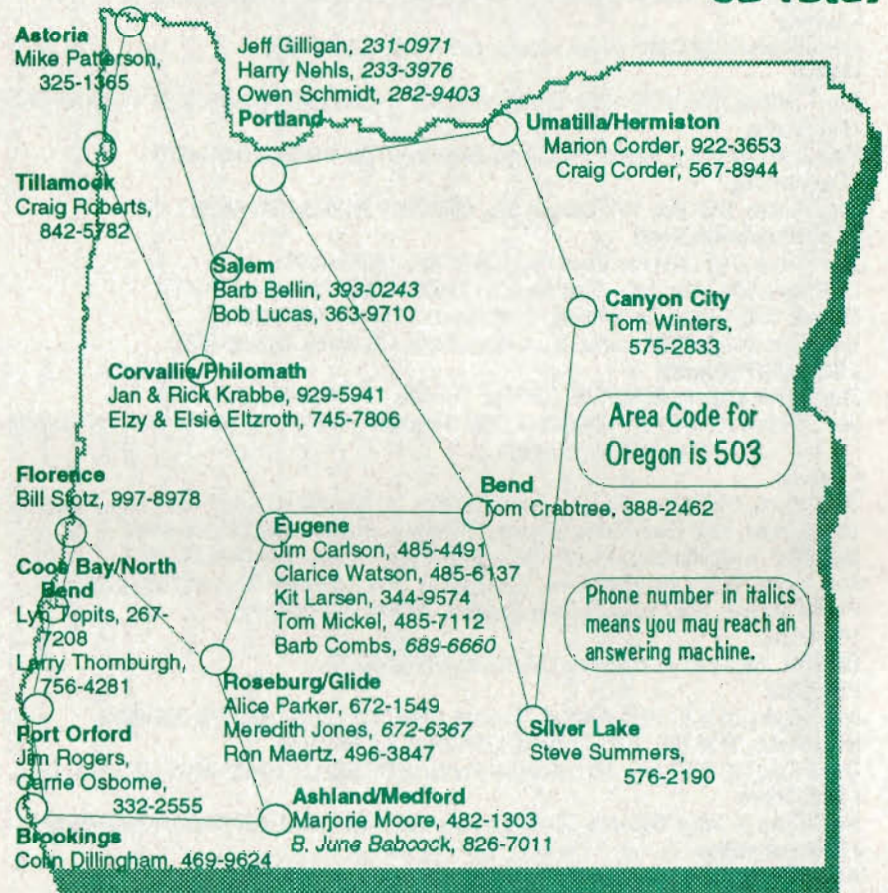 Astoria
Mike Patterson,
325-1365
Jeff Gilligan, 231-0971
Harry Nehls, 233-3976
Owen Schmidt, 282-9403
Portland
Umatilla/Hermiston
Marion Corder, 922-3653
Craig Corder, 567-8944
Tillamook
Craig Roberts,
842-5782
Salem
Barb Bellin, 393-0243
Bob Lucas, 363-9710
Canyon City
Tom Winters,
575-2833
Corvallis/Philomath
Jan & Rick Krabbe, 929-5941
Elzy & Elsie Eltzroth, 745-7806
Area Code for
Oregon is 503
Florence
Bill Stotz, 997-8978
Bend
Tom Crabtree, 388-2462
Eugene
Jim Carlson, 485-4491
Clarice Watson, 485-6137
Kit Larsen, 344-9574
Tom Mickel, 485-7112
Barb Combs, 689-6660
Coos Bay/North
Bend
Lyn Topits, 267-
7208
Larry Thornburgh,
756-4281
Phone number in italics
means you may reach an
answering machine.
Roseburg/Glide
Alice Parker, 672-1549
Meredith Jones, 672-6367
Ron Maertz, 496-3847
Port Orford
Jim Rogers,
Carrie Osborne,
332-2555
Silver Lake
Steve Summers,
576-2190
Ashland/Medford
Marjorie Moore, 482-1303
B. June Babcock, 826-7011
Brookings
Colin Dillingham, 469-9624